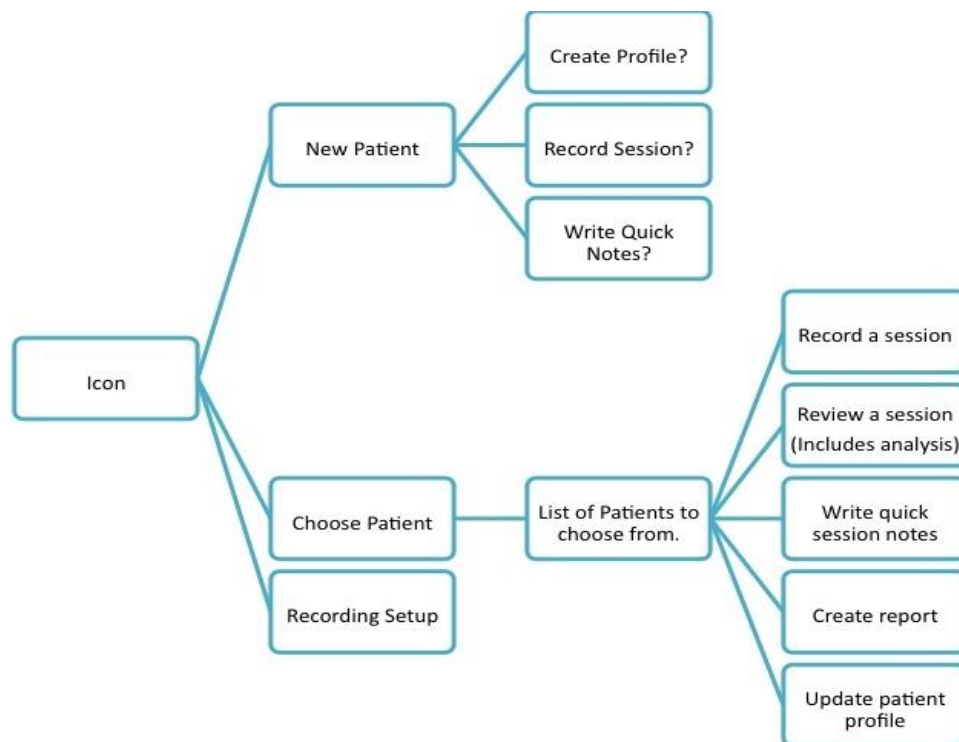 Create Profile?
New Patient
Record Session?
Write Quick
Notes?
Icon
Choose Patient
List of Patients to
choose from.
Recording Setup
Record a session
Review a session
(Includes analysis)
Write quick
session notes
Create report
Update patient
profile